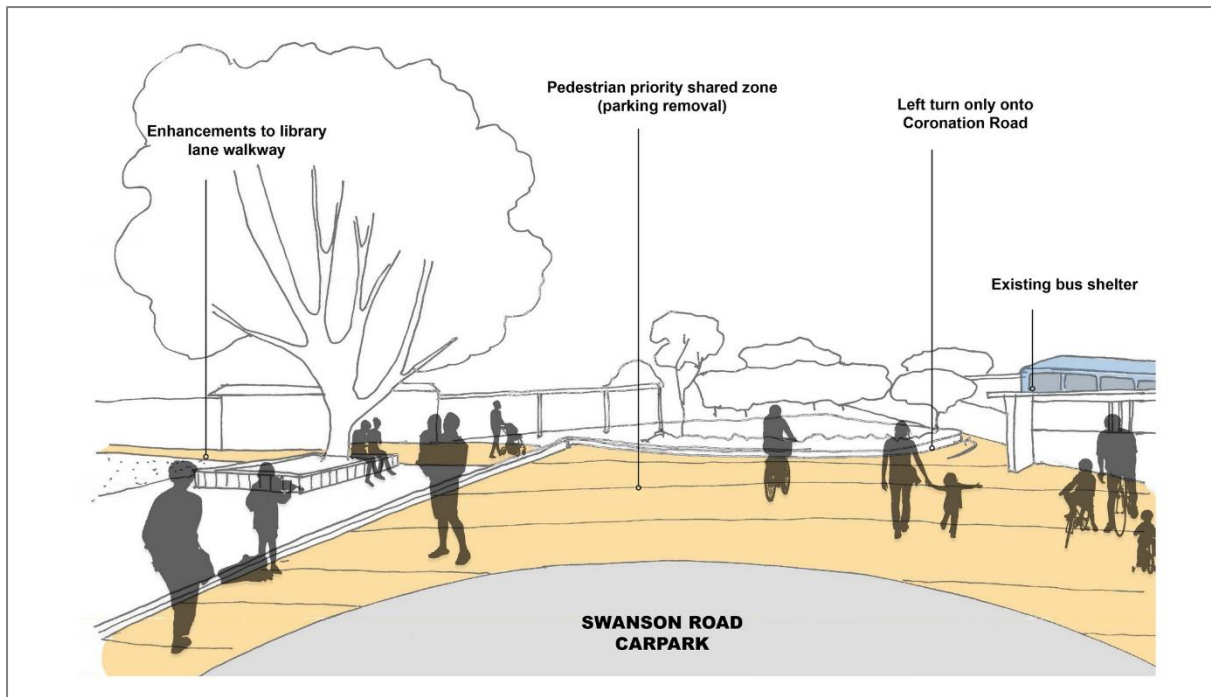 Enhancements to library
lane walkway
Pedestrian priority shared zone
(parking removal)
Left turn only onto
Coronation Road
Existing bus shelter
SWANSON ROAD
CARPARK